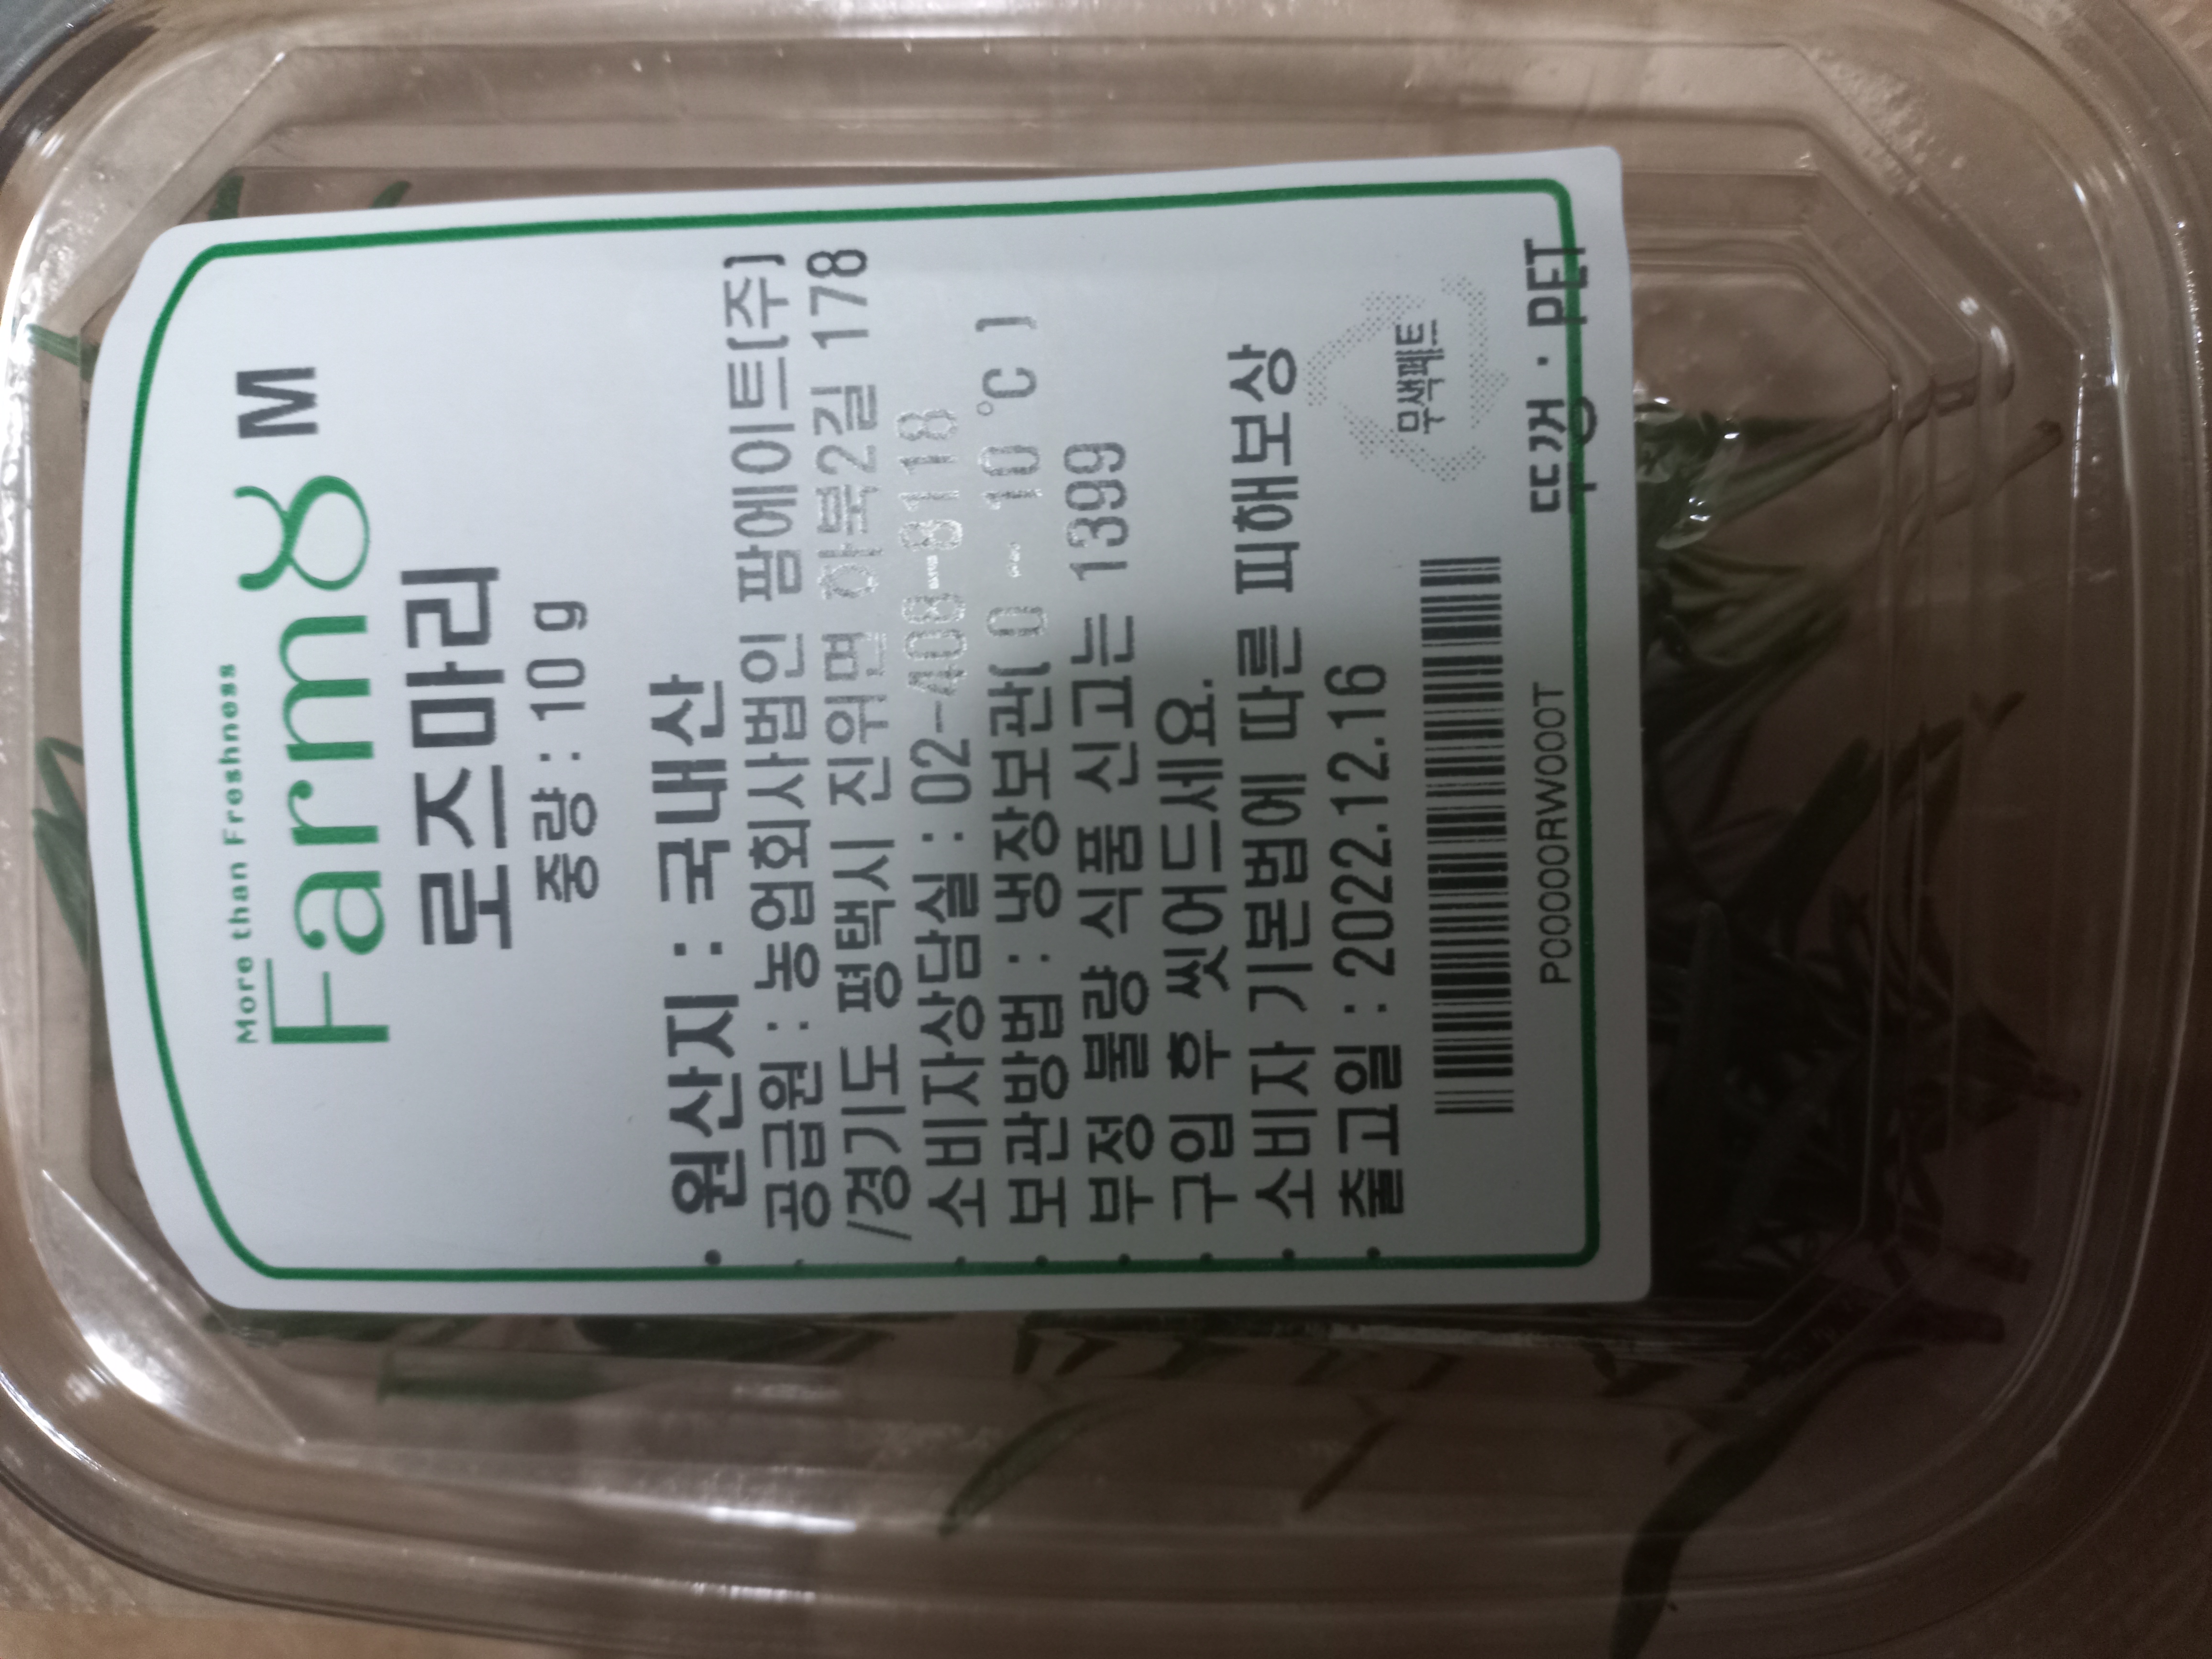 More than Freshness
Farm8 M
로즈마리
중량 : 10 g
· 원산지 : 국내산
· 공급원 : 농업회사법인 팜에이트(주)
/경기도 평택시 진위면 하북2길 178
· 소비자상담실 : 02-408-8118
· 보관방법 : 냉장보관( 0 ~ 10 ℃ )
· 부정 불량 식품 신고는 1399
· 구입 후 씻어드세요.
· 소비자 기본법에 따른 피해보상
· 출고일 : 2022.12.16
무색페트
P00000RW000T
뚜껑 : PET